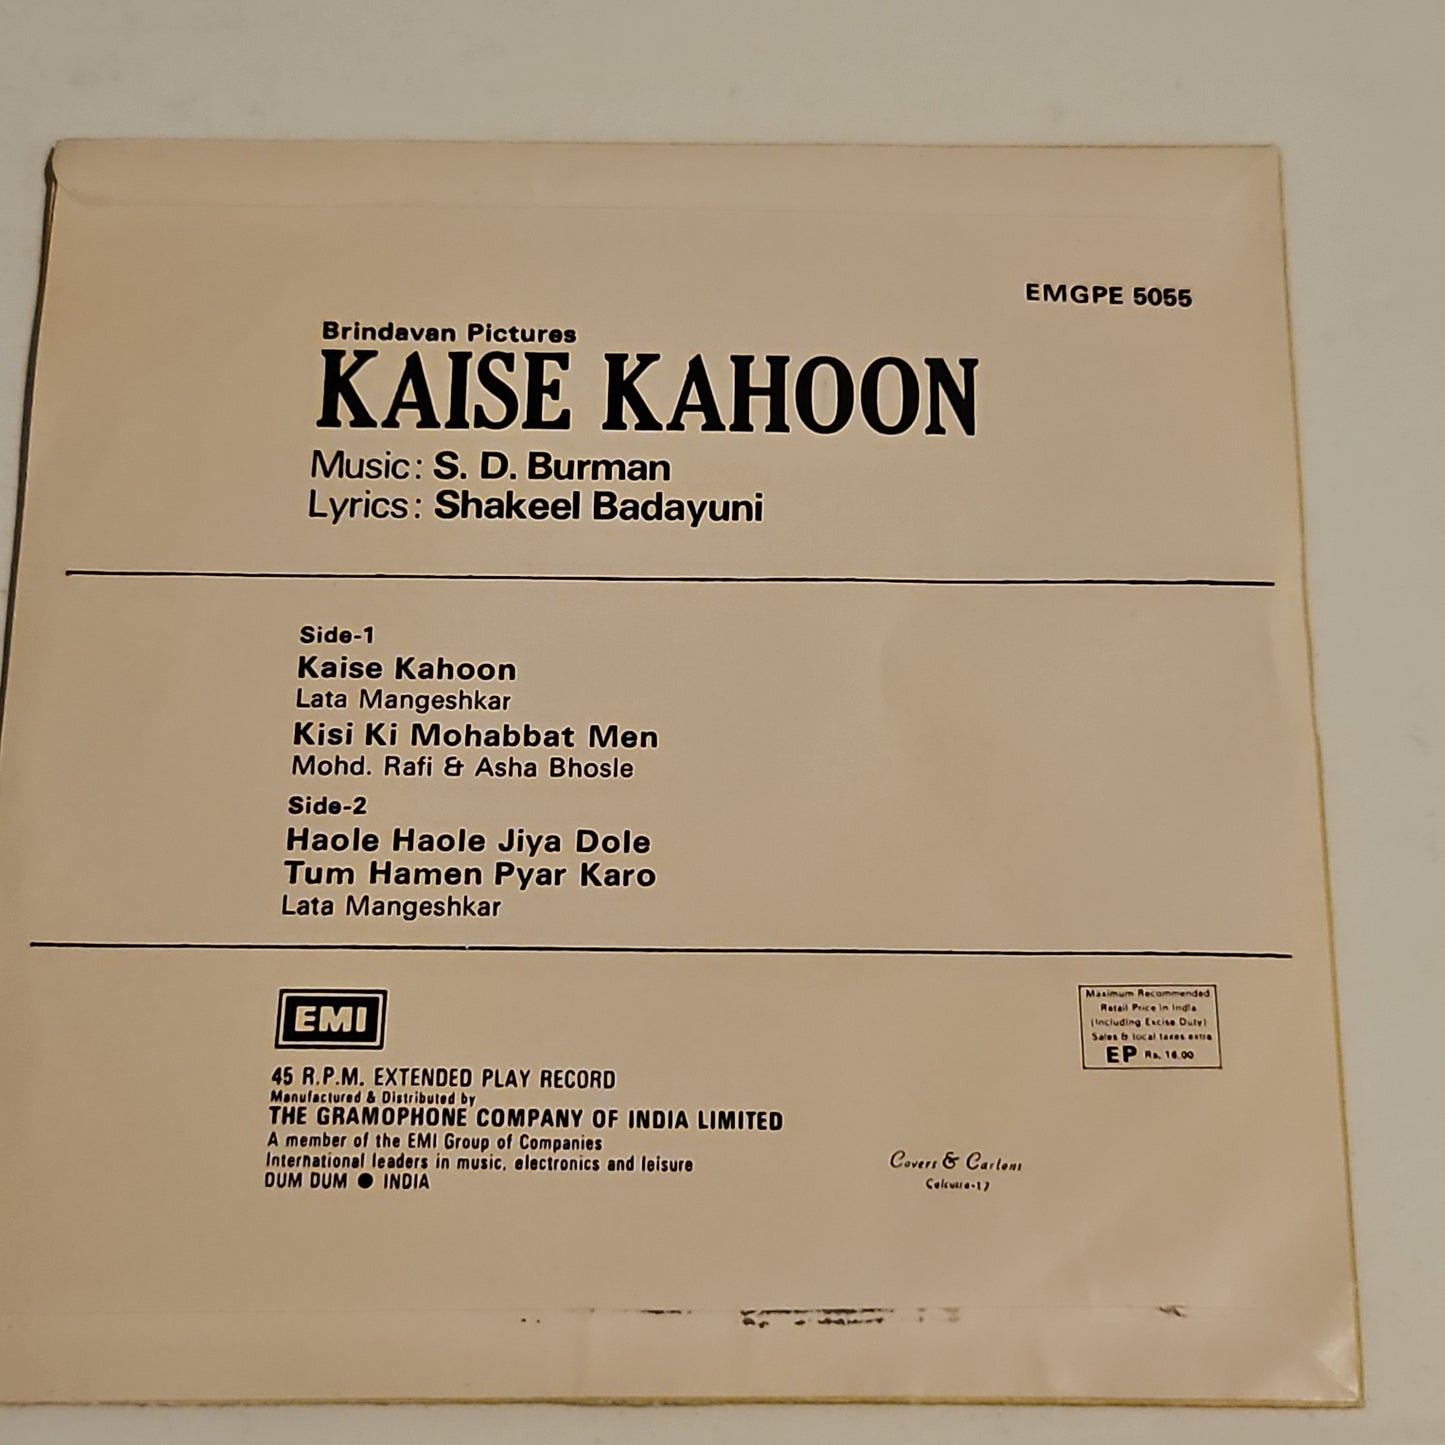 EMGPE 5055
Brindavan Pictures
KAISE KAHOON
Music: S. D. Burman
Lyrics: Shakeel Badayuni
Side-1
Kaise Kahoon
Lata Mangeshkar
Kisi Ki Mohabbat Men
Mohd. Rafi & Asha Bhosle
Side-2
Haole Haole Jiya Dole
Tum Hamen Pyar Karo
Lata Mangeshkar
EMI
45 R.P.M. EXTENDED PLAY RECORD
Manufactured & Distributed by
THE GRAMOPHONE COMPANY OF INDIA LIMITED
A member of the EMI Group of Companies
International leaders in music, electronics and leisure
DUM DUM ● INDIA
Maximum Recommended
Retail Price in India
(Including Excise Duty)
Sales & local taxes extra
EP Rs. 16.00
Covers & Cartons
Calcutta-17